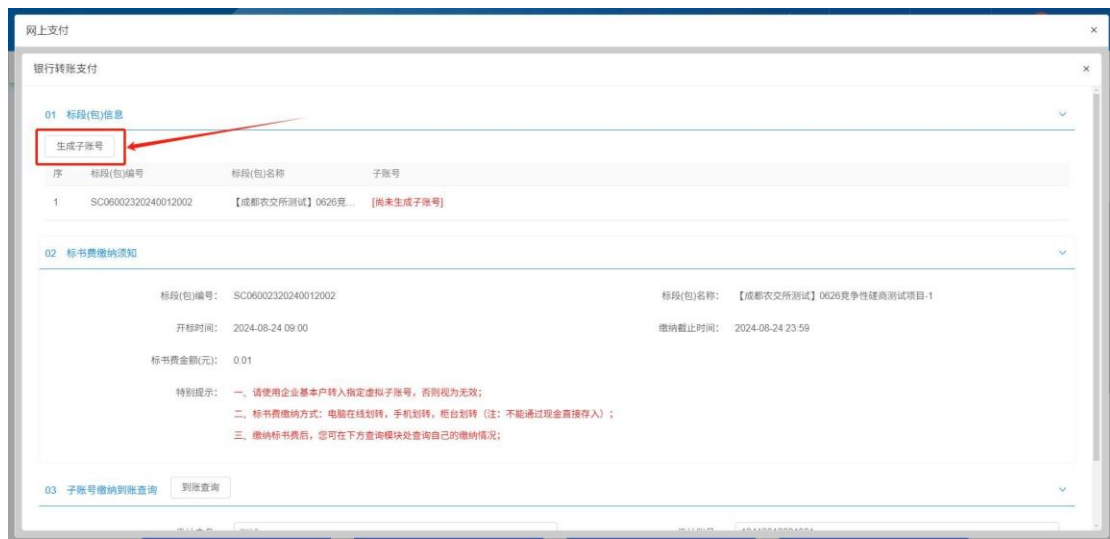 网上支付
×
银行转账支付
×
01 标段(包)信息
生成子账号
序 标段(包)编号 标段(包)名称 子账号
1 SC06002320240012002 【成都农交所测试】0626竞... [尚未生成子账号]
02 标书费缴纳须知
标段(包)编号: SC06002320240012002 标段(包)名称: 【成都农交所测试】0626竞争性磋商测试项目-1
开标时间: 2024-08-24 09:00 缴纳截止时间: 2024-08-24 23:59
标书费金额(元): 0.01
特别提示: 一、请使用企业基本户转入指定虚拟子账号，否则视为无效；
二、标书费缴纳方式：电脑在线划转，手机划转，柜台划转（注：不能通过现金直接存入）；
三、缴纳标书费后，您可在下方查询模块处查询自己的缴纳情况；
03 子账号缴纳到账查询 到账查询